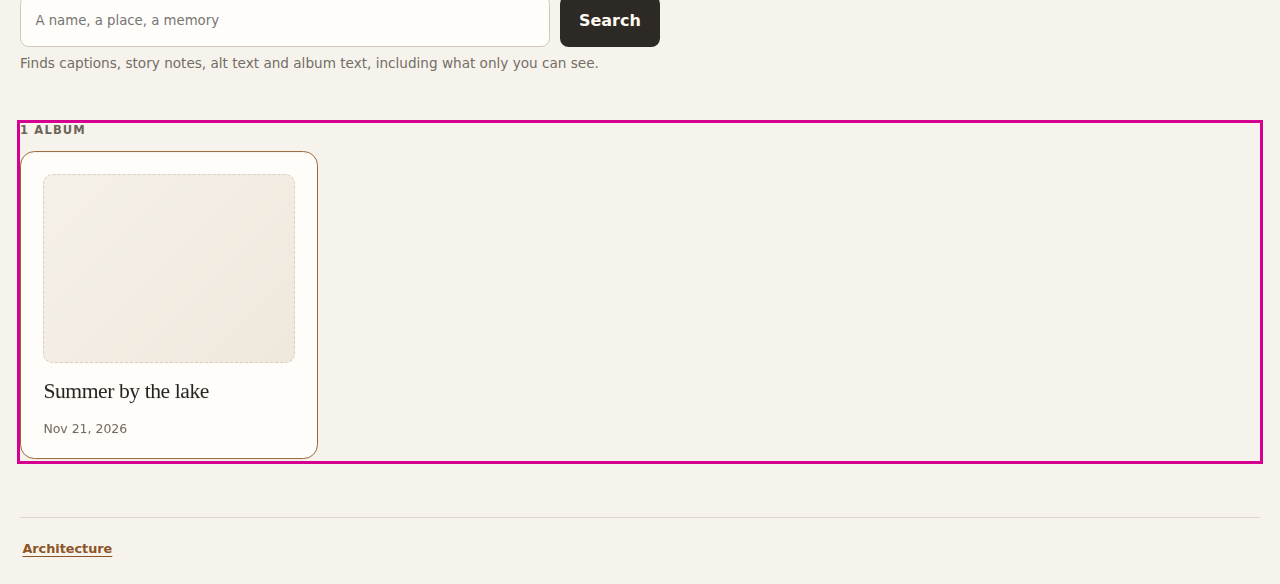 A name, a place, a memory
Search
Finds captions, story notes, alt text and album text, including what only you can see.
1 ALBUM
Summer by the lake
Nov 21, 2026
Architecture